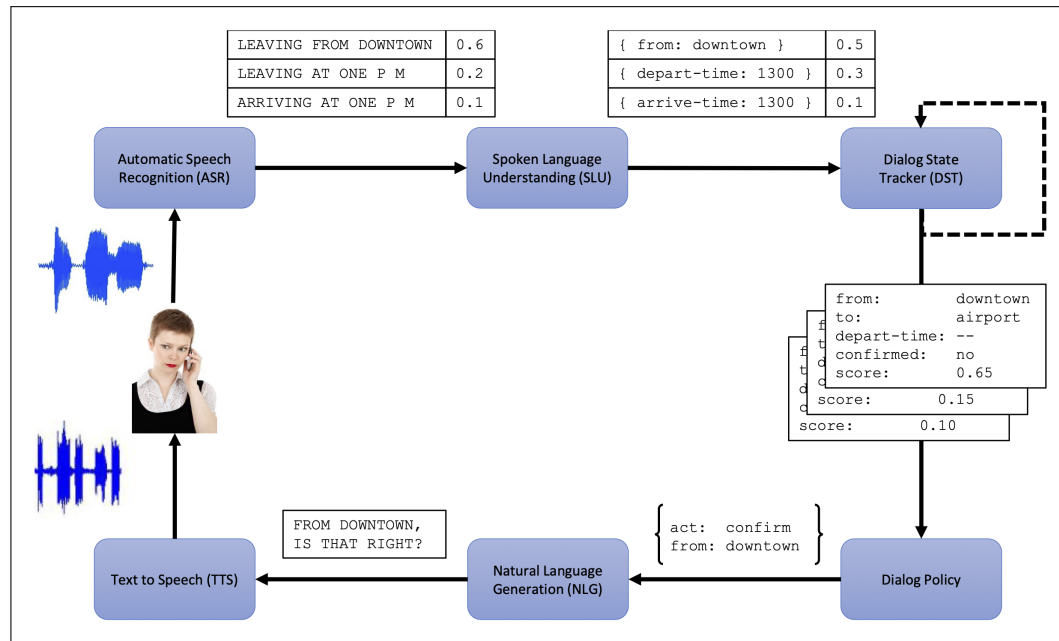 LEAVING FROM DOWNTOWN 0.6
LEAVING AT ONE P M 0.2
ARRIVING AT ONE P M 0.1
{ from: downtown } 0.5
{ depart-time: 1300 } 0.3
{ arrive-time: 1300 } 0.1
Automatic Speech
Recognition (ASR)
Spoken Language
Understanding (SLU)
Dialog State
Tracker (DST)
from: downtown
to: airport
depart-time: --
confirmed: no
score: 0.65
score: 0.15
score: 0.10
FROM DOWNTOWN,
IS THAT RIGHT?
act: confirm
from: downtown
Text to Speech (TTS)
Natural Language
Generation (NLG)
Dialog Policy